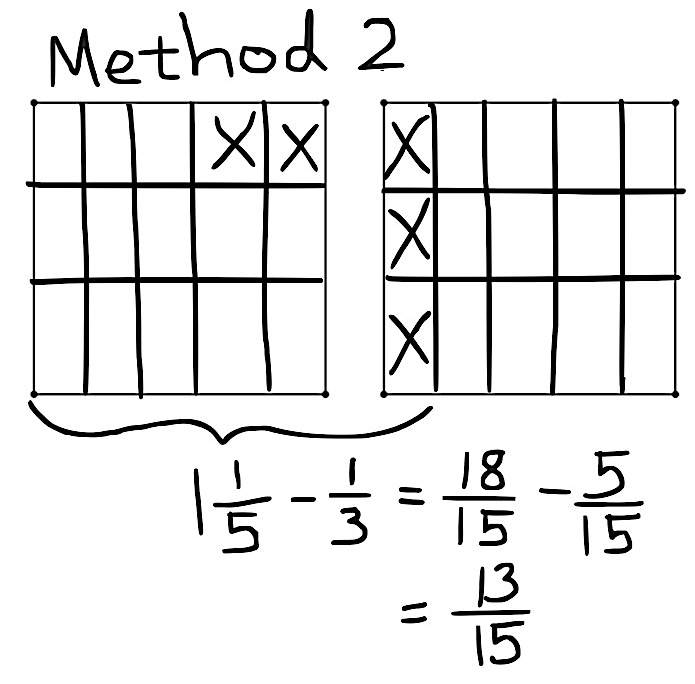 Method 2
X X X
X
X
1 1/5 - 1/3 = 18/15 - 5/15
= 13/15